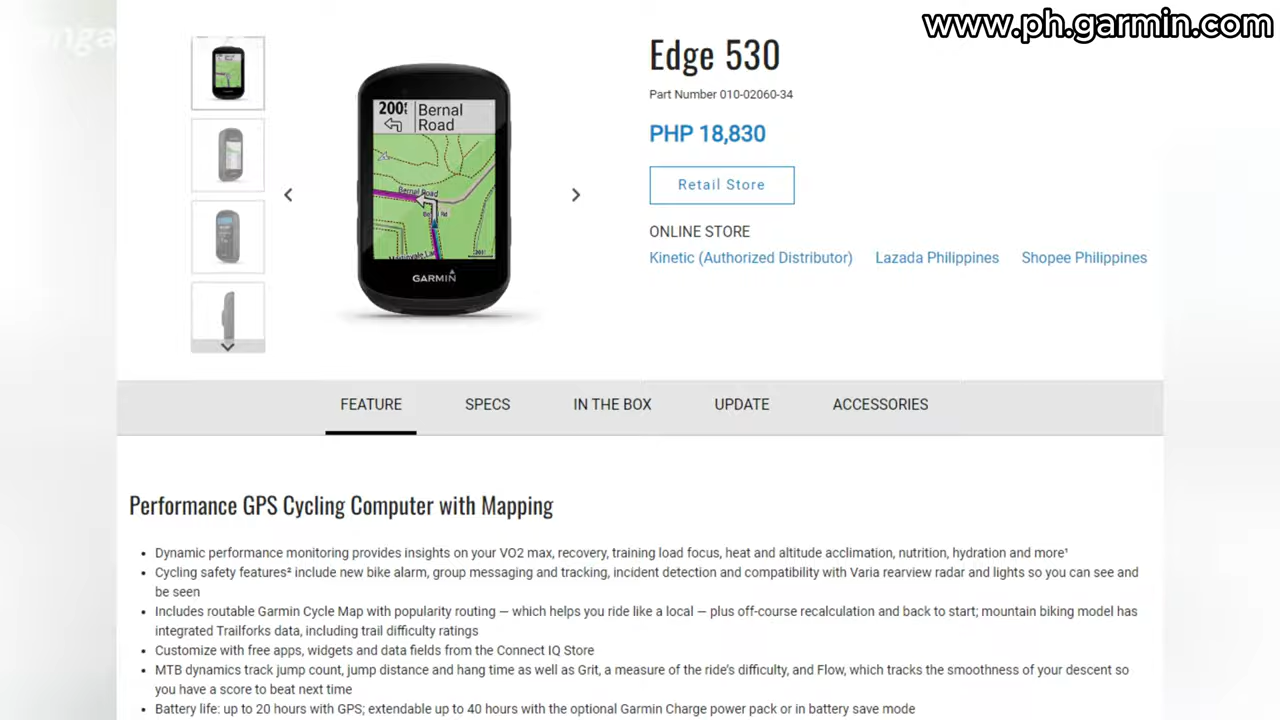 www.ph.garmin.com
Edge 530
Part Number 010-02060-34
PHP 18,830
Retail Store
ONLINE STORE
Kinetic (Authorized Distributor) Lazada Philippines Shopee Philippines
200ft Bernal
Road
Bernal Road
GARMIN
FEATURE SPECS IN THE BOX UPDATE ACCESSORIES
Performance GPS Cycling Computer with Mapping
• Dynamic performance monitoring provides insights on your VO2 max, recovery, training load focus, heat and altitude acclimation, nutrition, hydration and more¹
• Cycling safety features² include new bike alarm, group messaging and tracking, incident detection and compatibility with Varia rearview radar and lights so you can see and
be seen
• Includes routable Garmin Cycle Map with popularity routing — which helps you ride like a local — plus off-course recalculation and back to start; mountain biking model has
integrated Trailforks data, including trail difficulty ratings
• Customize with free apps, widgets and data fields from the Connect IQ Store
• MTB dynamics track jump count, jump distance and hang time as well as Grit, a measure of the ride's difficulty, and Flow, which tracks the smoothness of your descent so
you have a score to beat next time
• Battery life: up to 20 hours with GPS; extendable up to 40 hours with the optional Garmin Charge power pack or in battery save mode